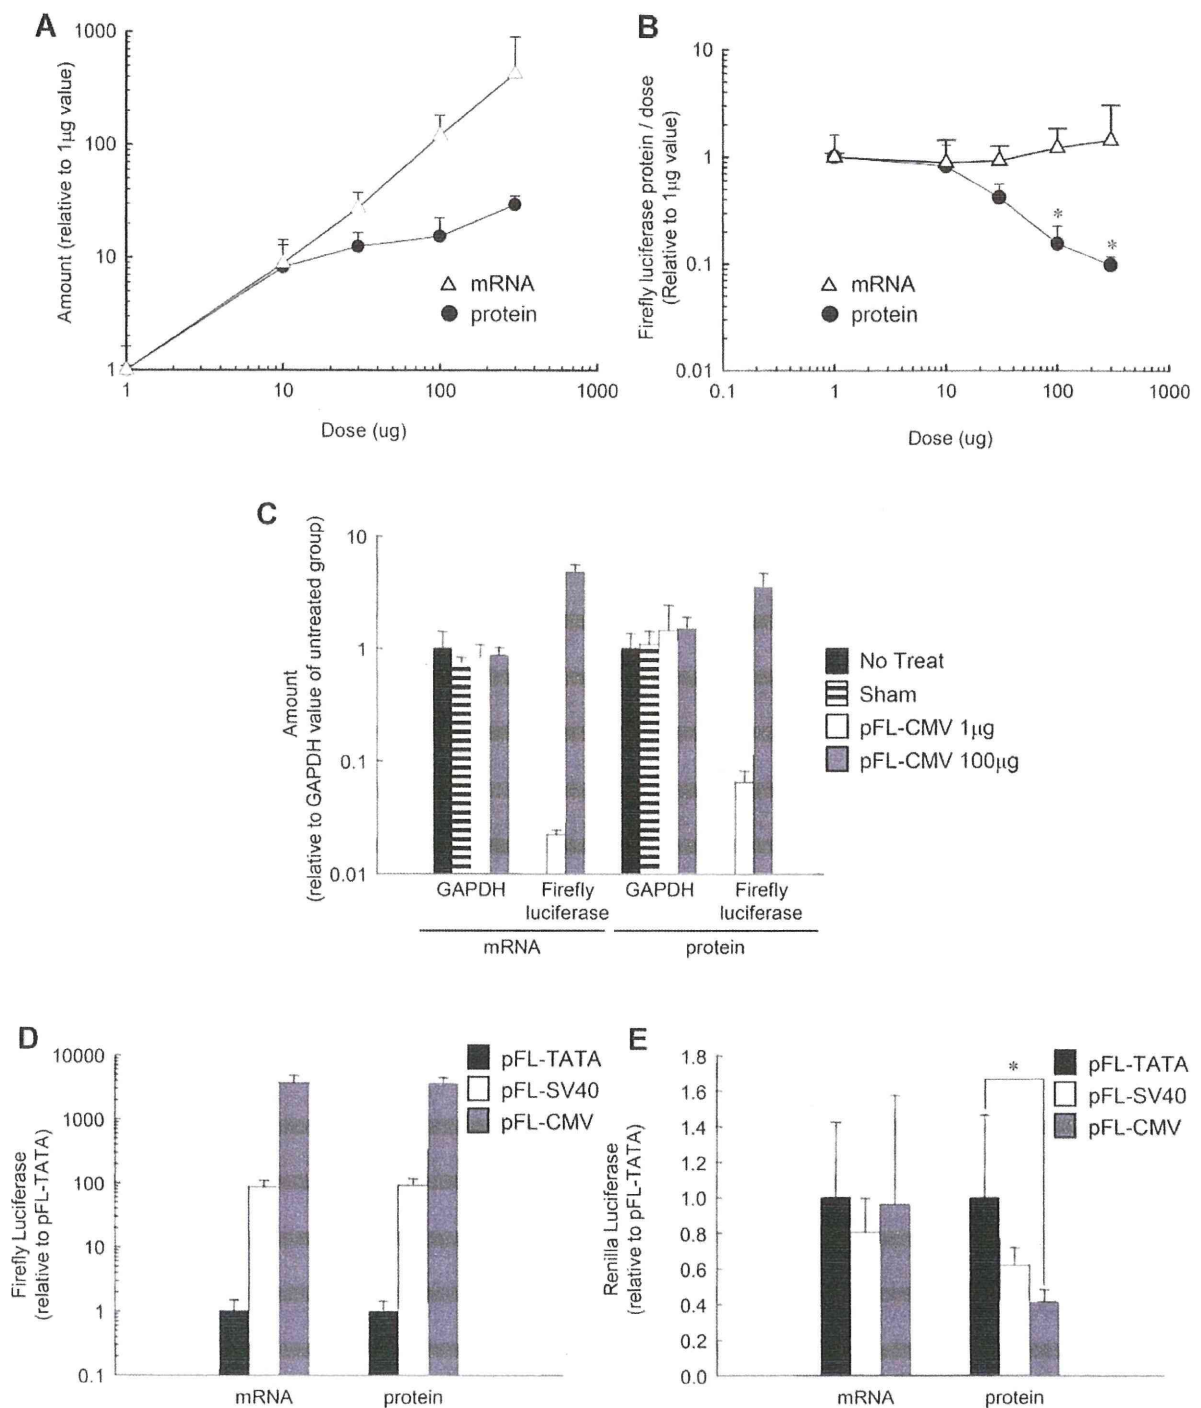 A
Amount (relative to 1μg value)
1000
100
10
1
1
10
100
1000
Dose (ug)
mRNA
protein
B
Firefly luciferase protein / dose
(Relative to 1μg value)
10
1
0.1
0.01
0.1
1
10
100
1000
Dose (ug)
*
*
mRNA
protein
C
Amount
(relative to GAPDH value of untreated group)
10
1
0.1
0.01
GAPDH
Firefly
luciferase
GAPDH
Firefly
luciferase
mRNA
protein
No Treat
Sham
pFL-CMV 1μg
pFL-CMV 100μg
D
Firefly Luciferase
(relative to pFL-TATA)
10000
1000
100
10
1
0.1
mRNA
protein
pFL-TATA
pFL-SV40
pFL-CMV
E
Renilla Luciferase
(relative to pFL-TATA)
1.8
1.6
1.4
1.2
1.0
0.8
0.6
0.4
0.2
0.0
mRNA
protein
*
pFL-TATA
pFL-SV40
pFL-CMV